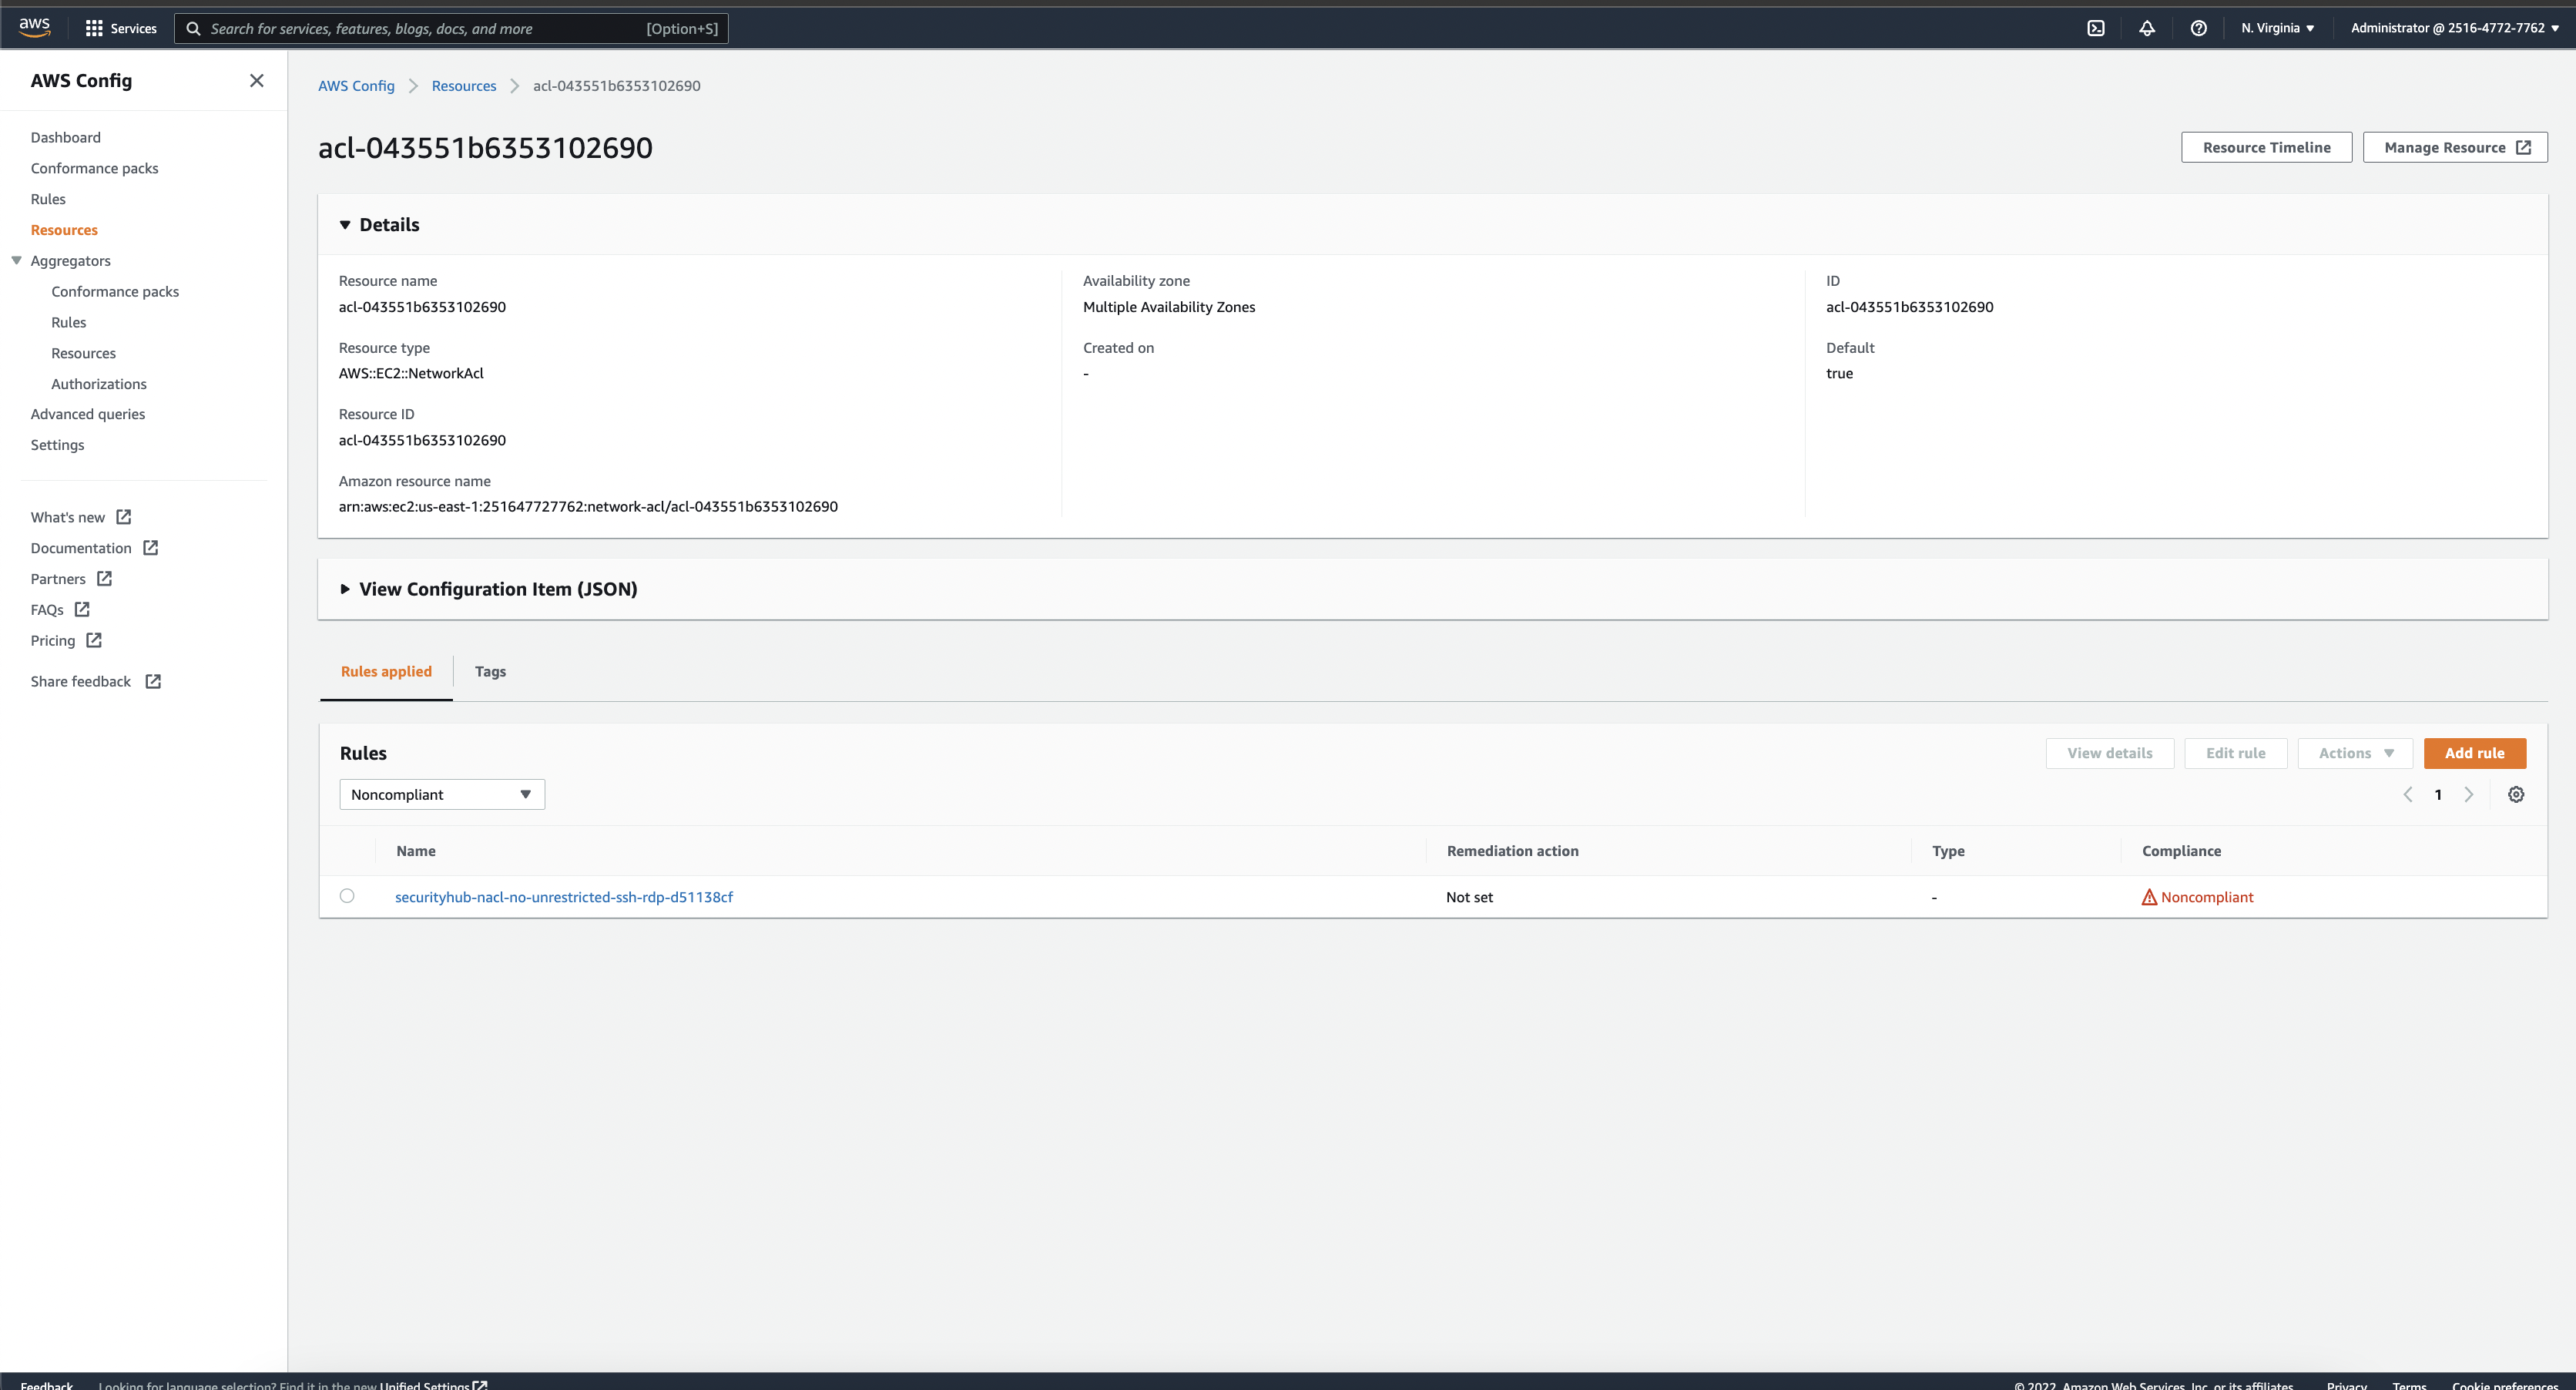 aws
Services
Search for services, features, blogs, docs, and more
[Option+S]
N. Virginia
Administrator @ 2516-4772-7762
AWS Config
Dashboard
Conformance packs
Rules
Resources
Aggregators
Conformance packs
Rules
Resources
Authorizations
Advanced queries
Settings
What's new
Documentation
Partners
FAQs
Pricing
Share feedback
AWS Config
Resources
acl-043551b6353102690
acl-043551b6353102690
Resource Timeline
Manage Resource
Details
Resource name
acl-043551b6353102690
Resource type
AWS::EC2::NetworkAcl
Resource ID
acl-043551b6353102690
Amazon resource name
arn:aws:ec2:us-east-1:251647727762:network-acl/acl-043551b6353102690
Availability zone
Multiple Availability Zones
Created on
-
ID
acl-043551b6353102690
Default
true
View Configuration Item (JSON)
Rules applied
Tags
Rules
View details
Edit rule
Actions
Add rule
Noncompliant
1
Name
Remediation action
Type
Compliance
securityhub-nacl-no-unrestricted-ssh-rdp-d51138cf
Not set
-
Noncompliant
Feedback
Looking for language selection? Find it in the new Unified Settings
© 2022, Amazon Web Services, Inc. or its affiliates.
Privacy
Terms
Cookie preferences